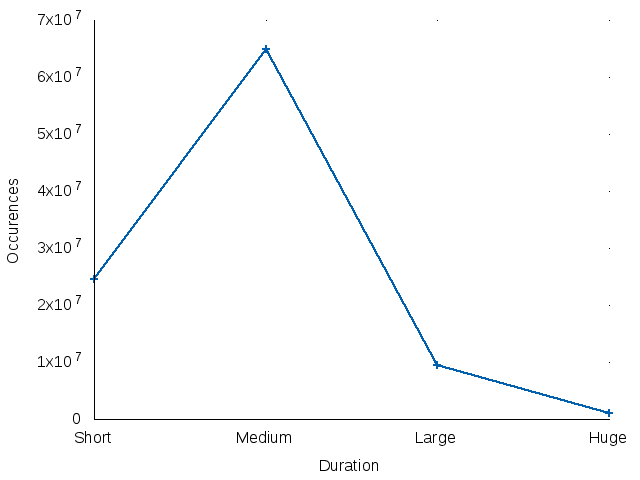 7x10^7
6x10^7
5x10^7
4x10^7
3x10^7
2x10^7
1x10^7
0
Occurences
Short Medium Large Huge
Duration